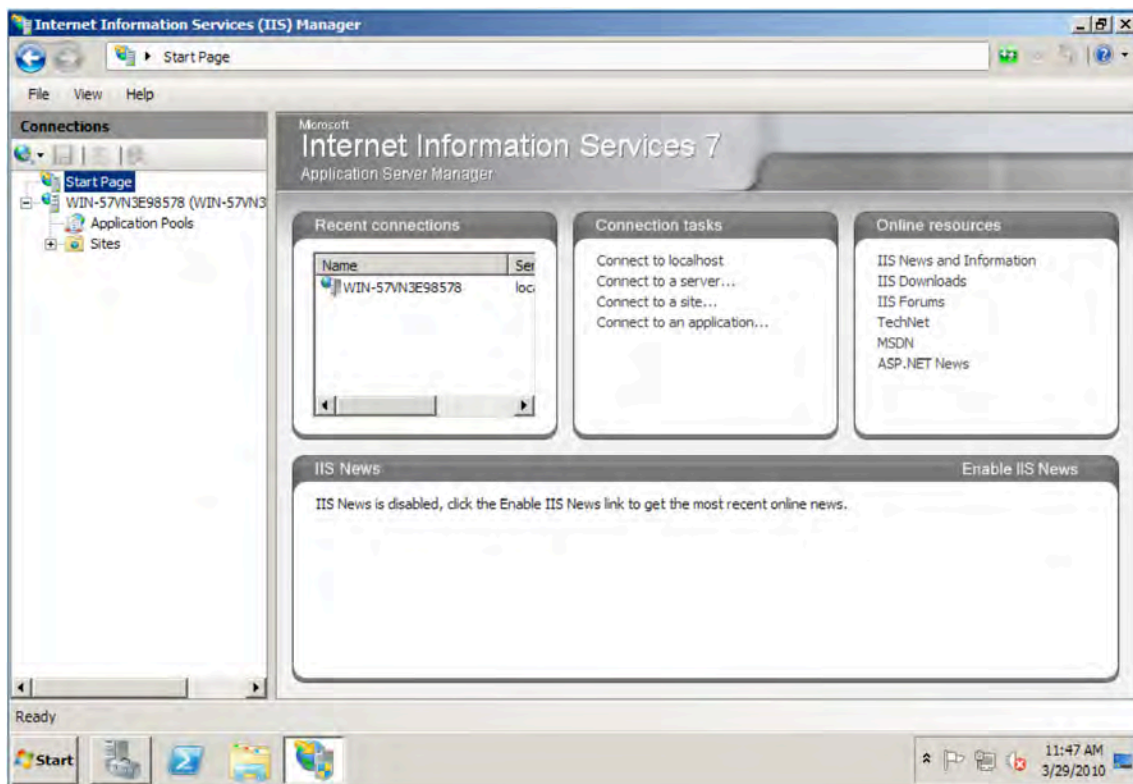 Internet Information Services (IIS) Manager
Start Page
File View Help
Connections
Start Page
WIN-57VN3E98578 (WIN-57VN3
Application Pools
Sites
Microsoft
Internet Information Services 7
Application Server Manager
Recent connections
Name Ser
WIN-57VN3E98578 loca
Connection tasks
Connect to localhost
Connect to a server...
Connect to a site...
Connect to an application...
Online resources
IIS News and Information
IIS Downloads
IIS Forums
TechNet
MSDN
ASP.NET News
IIS News Enable IIS News
IIS News is disabled, click the Enable IIS News link to get the most recent online news.
Ready
Start
11:47 AM
3/29/2010